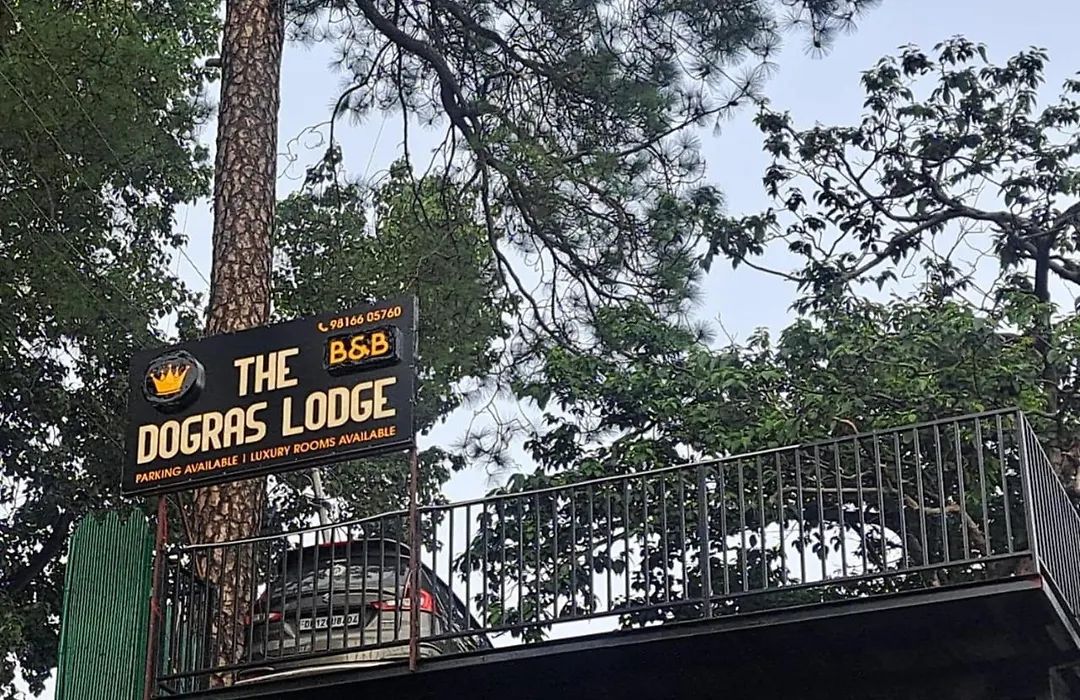 98166 05760
B&B
THE
DOGRAS LODGE
PARKING AVAILABLE | LUXURY ROOMS AVAILABLE